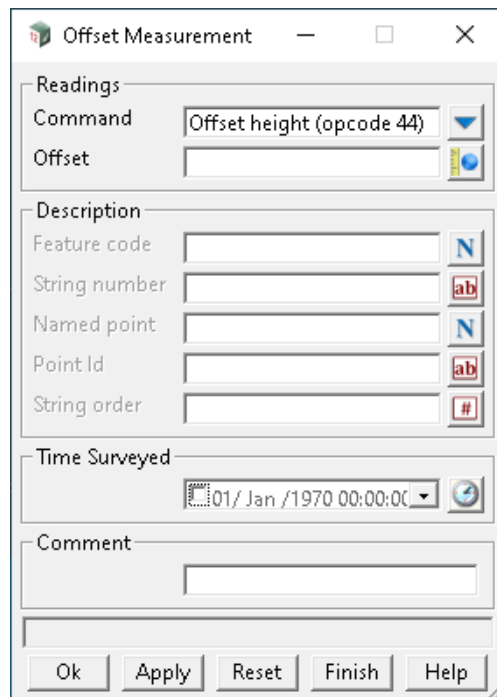 Offset Measurement
Readings
Command Offset height (opcode 44)
Offset
Description
Feature code N
String number ab
Named point N
Point Id ab
String order #
Time Surveyed
01/ Jan /1970 00:00:00
Comment
Ok Apply Reset Finish Help